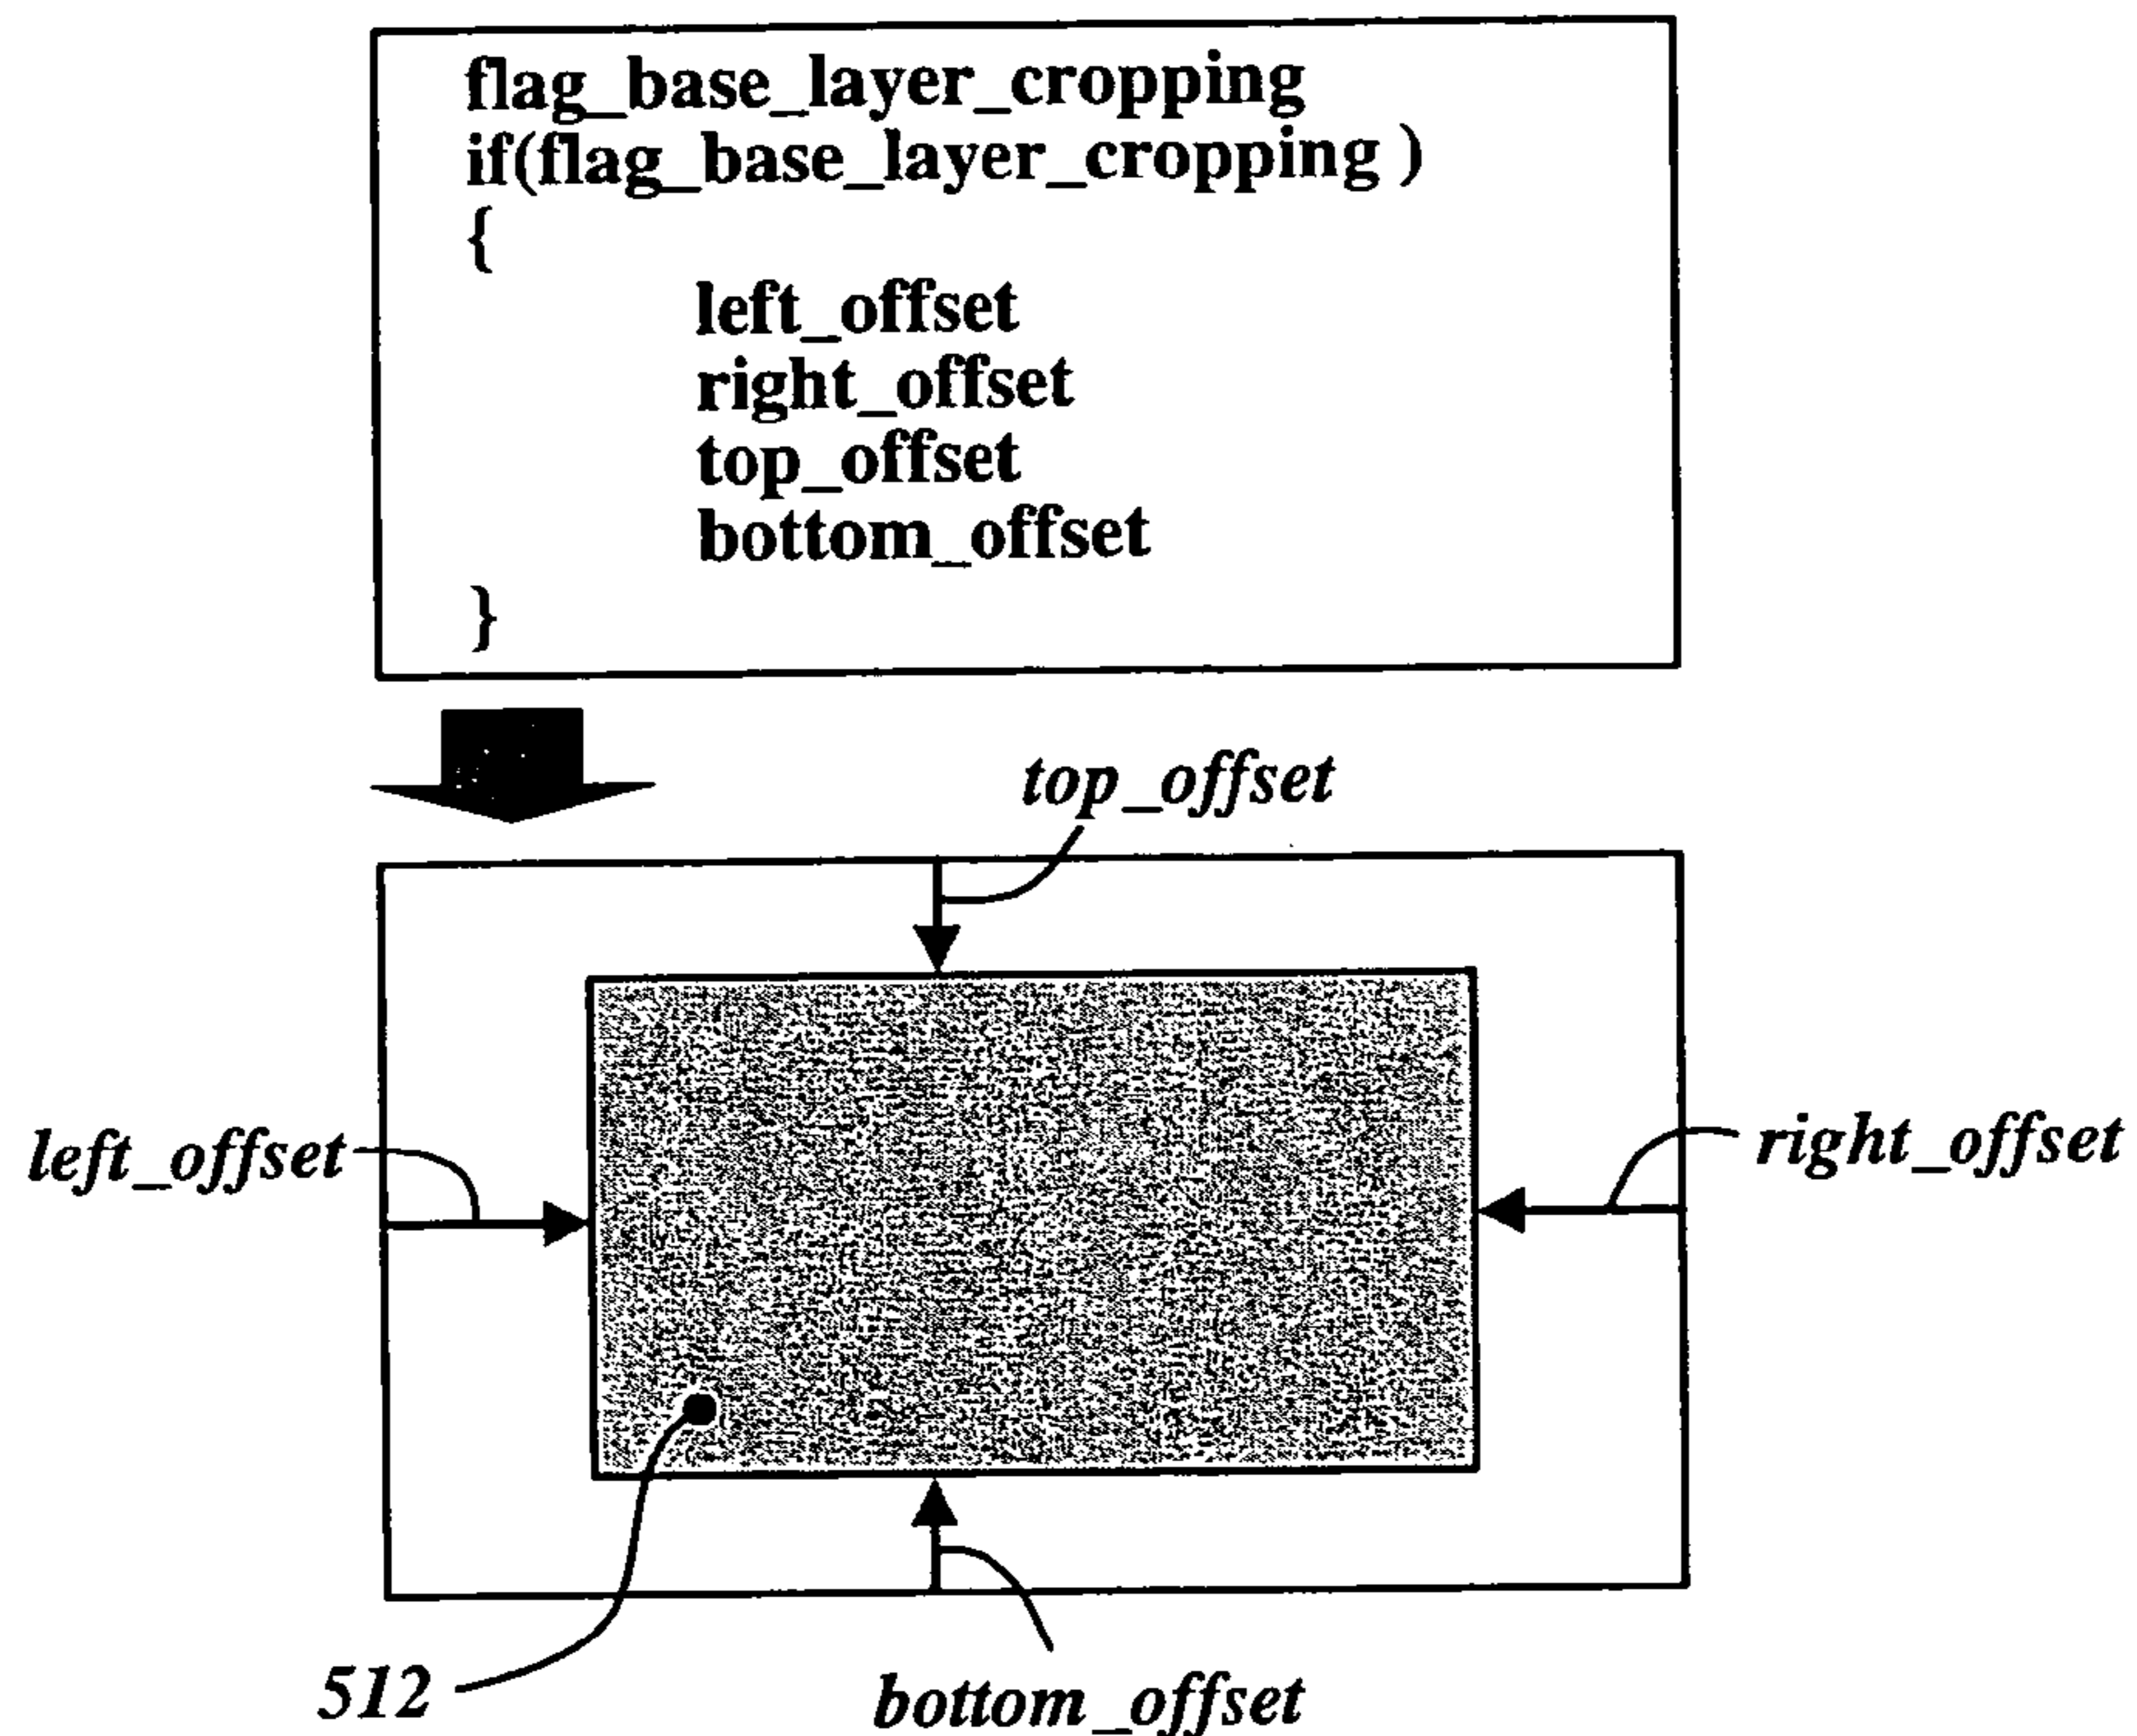 flag_base_layer_cropping
if(flag_base_layer_cropping )
{
left_offset
right_offset
top_offset
bottom_offset
}
top_offset
left_offset
right_offset
512
bottom_offset